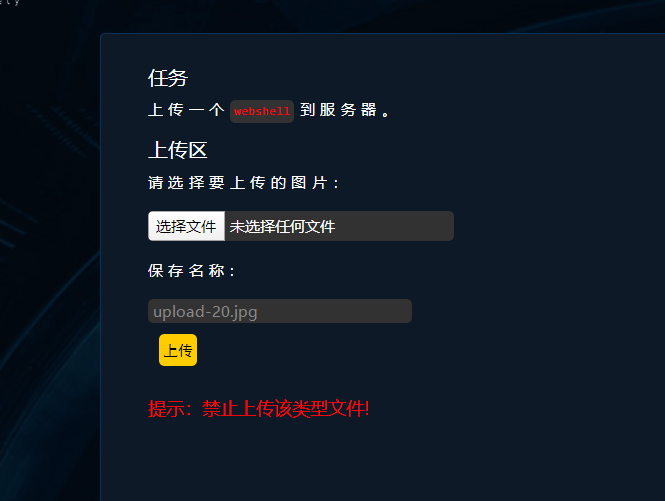 任务
上传一个 webshell 到服务器。
上传区
请选择要上传的图片：
选择文件 未选择任何文件
保存名称：
upload-20.jpg
上传
提示：禁止上传该类型文件!